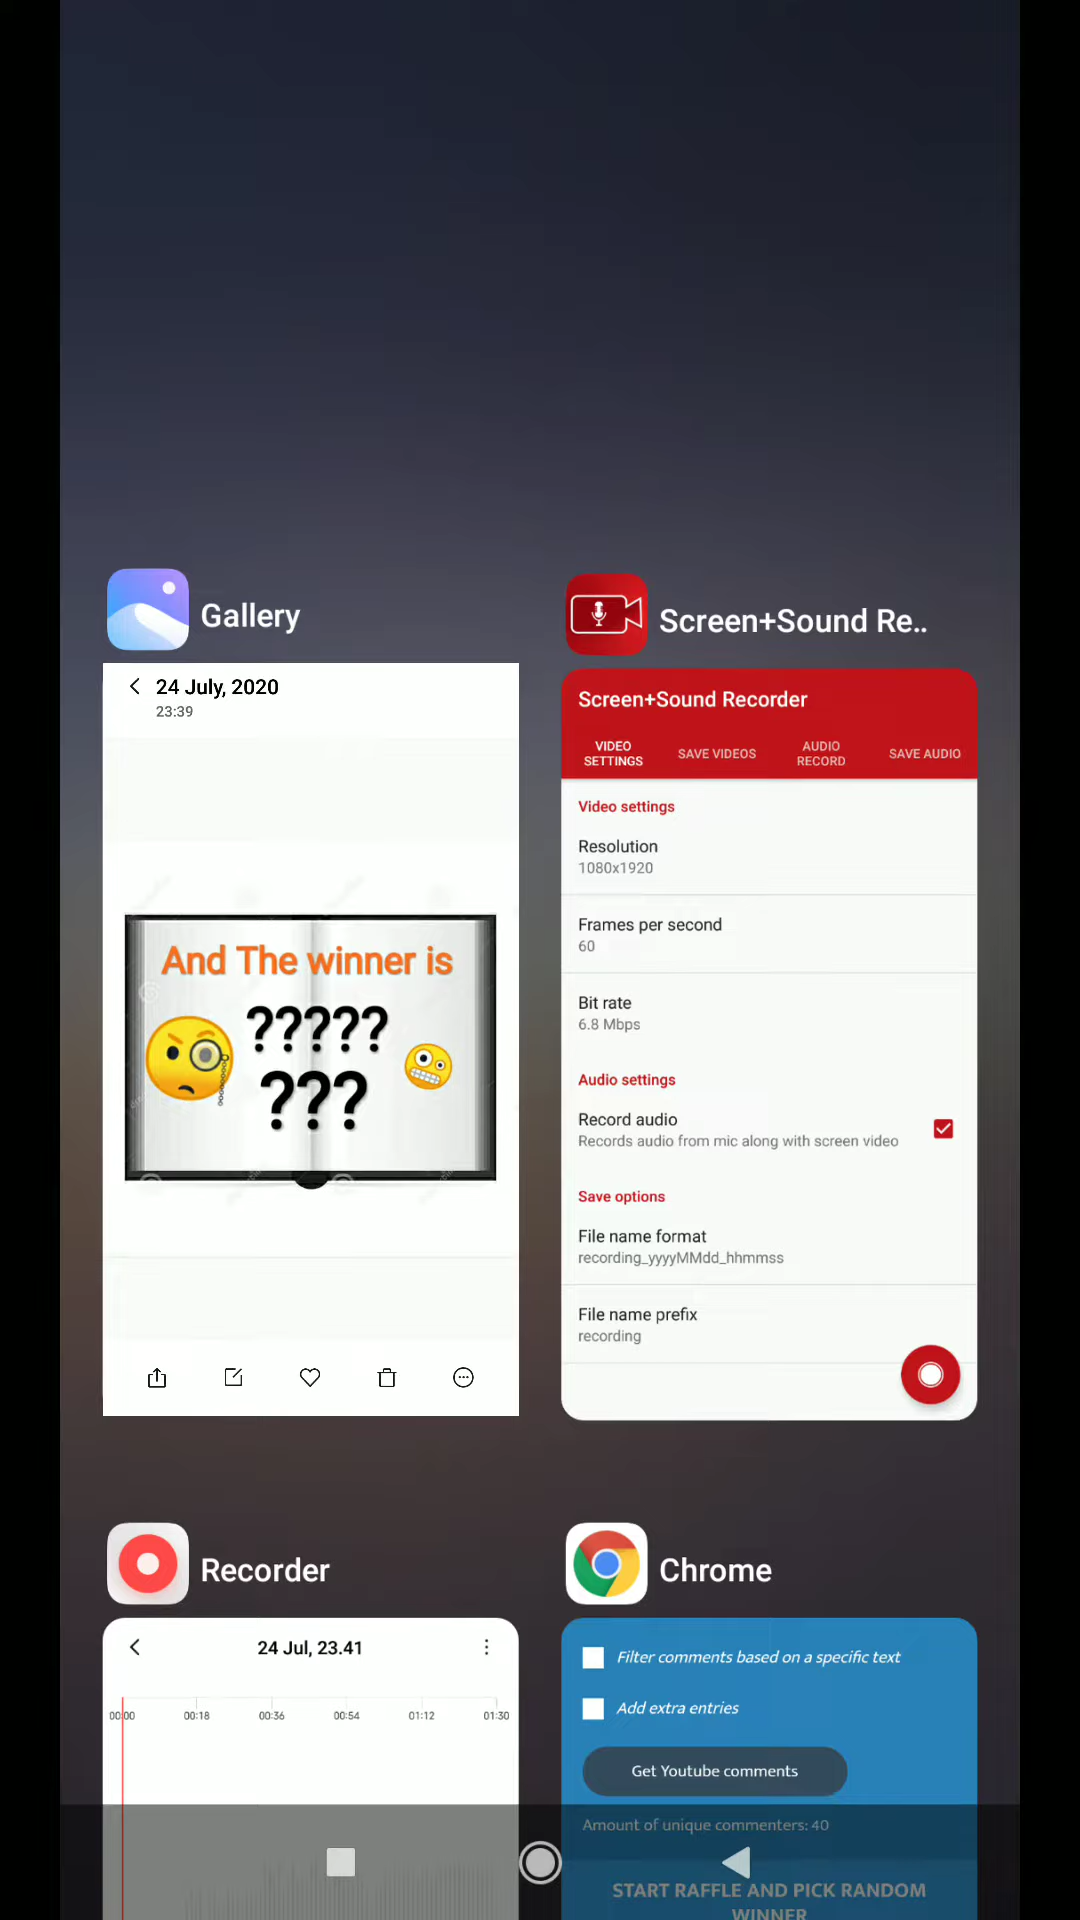 Gallery
24 July, 2020
23:39
And The winner is
?????
???
Screen+Sound Re..
Screen+Sound Recorder
VIDEO SETTINGS
SAVE VIDEOS
AUDIO RECORD
SAVE AUDIO
Video settings
Resolution
1080x1920
Frames per second
60
Bit rate
6.8 Mbps
Audio settings
Record audio
Records audio from mic along with screen video
Save options
File name format
recording_yyyyMMdd_hhmmss
File name prefix
recording
Recorder
24 Jul, 23.41
00:00 00:18 00:36 00:54 01:12 01:30
Chrome
Filter comments based on a specific text
Add extra entries
Get Youtube comments
Amount of unique commenters: 40
START RAFFLE AND PICK RANDOM
WINNER